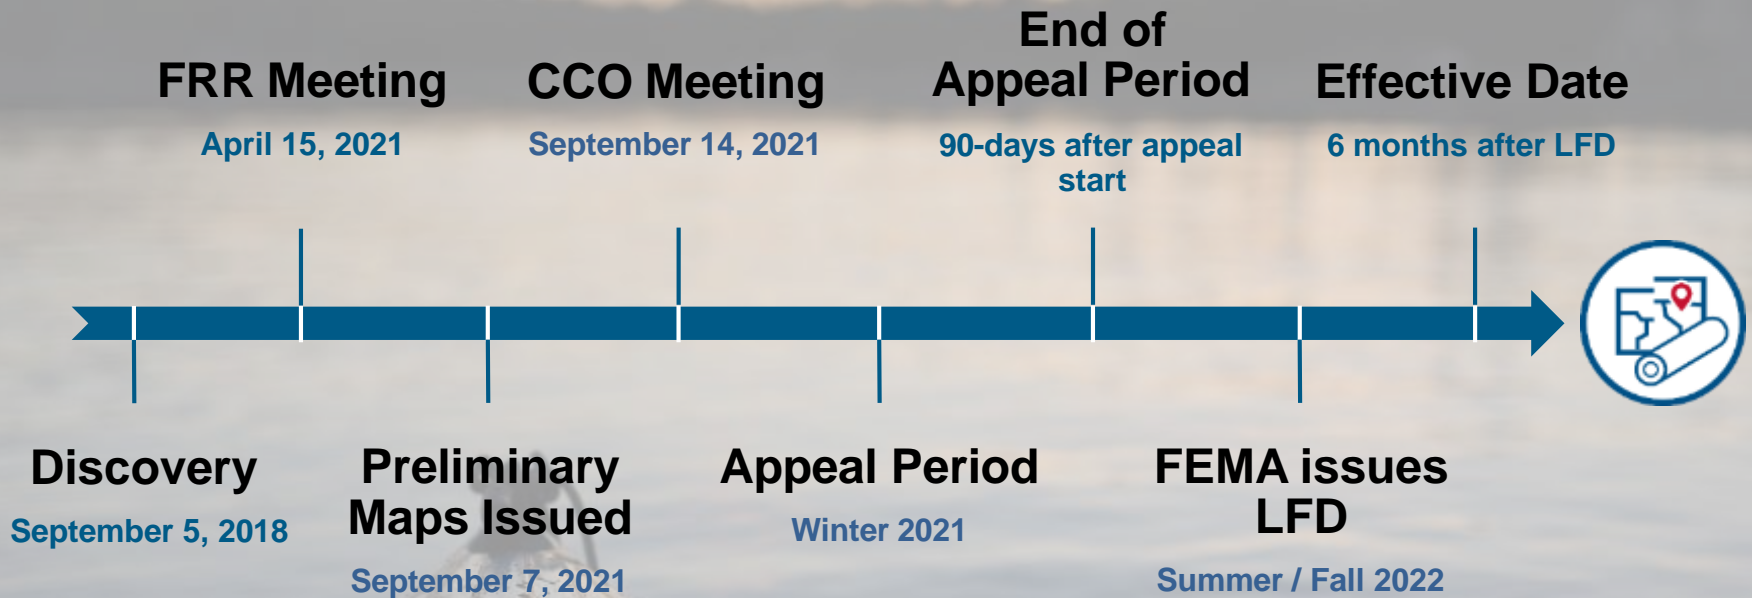 FRR Meeting
April 15, 2021
CCO Meeting
September 14, 2021
End of
Appeal Period
90-days after appeal
start
Effective Date
6 months after LFD
Discovery
September 5, 2018
Preliminary
Maps Issued
September 7, 2021
Appeal Period
Winter 2021
FEMA issues
LFD
Summer / Fall 2022